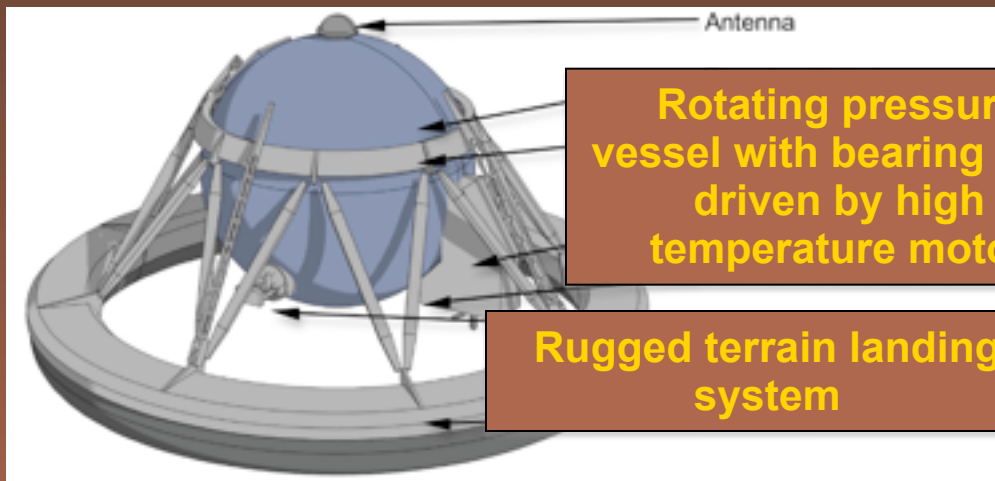 Antenna
Rotating pressur
vessel with bearing
driven by high
temperature moto
Rugged terrain landing
system